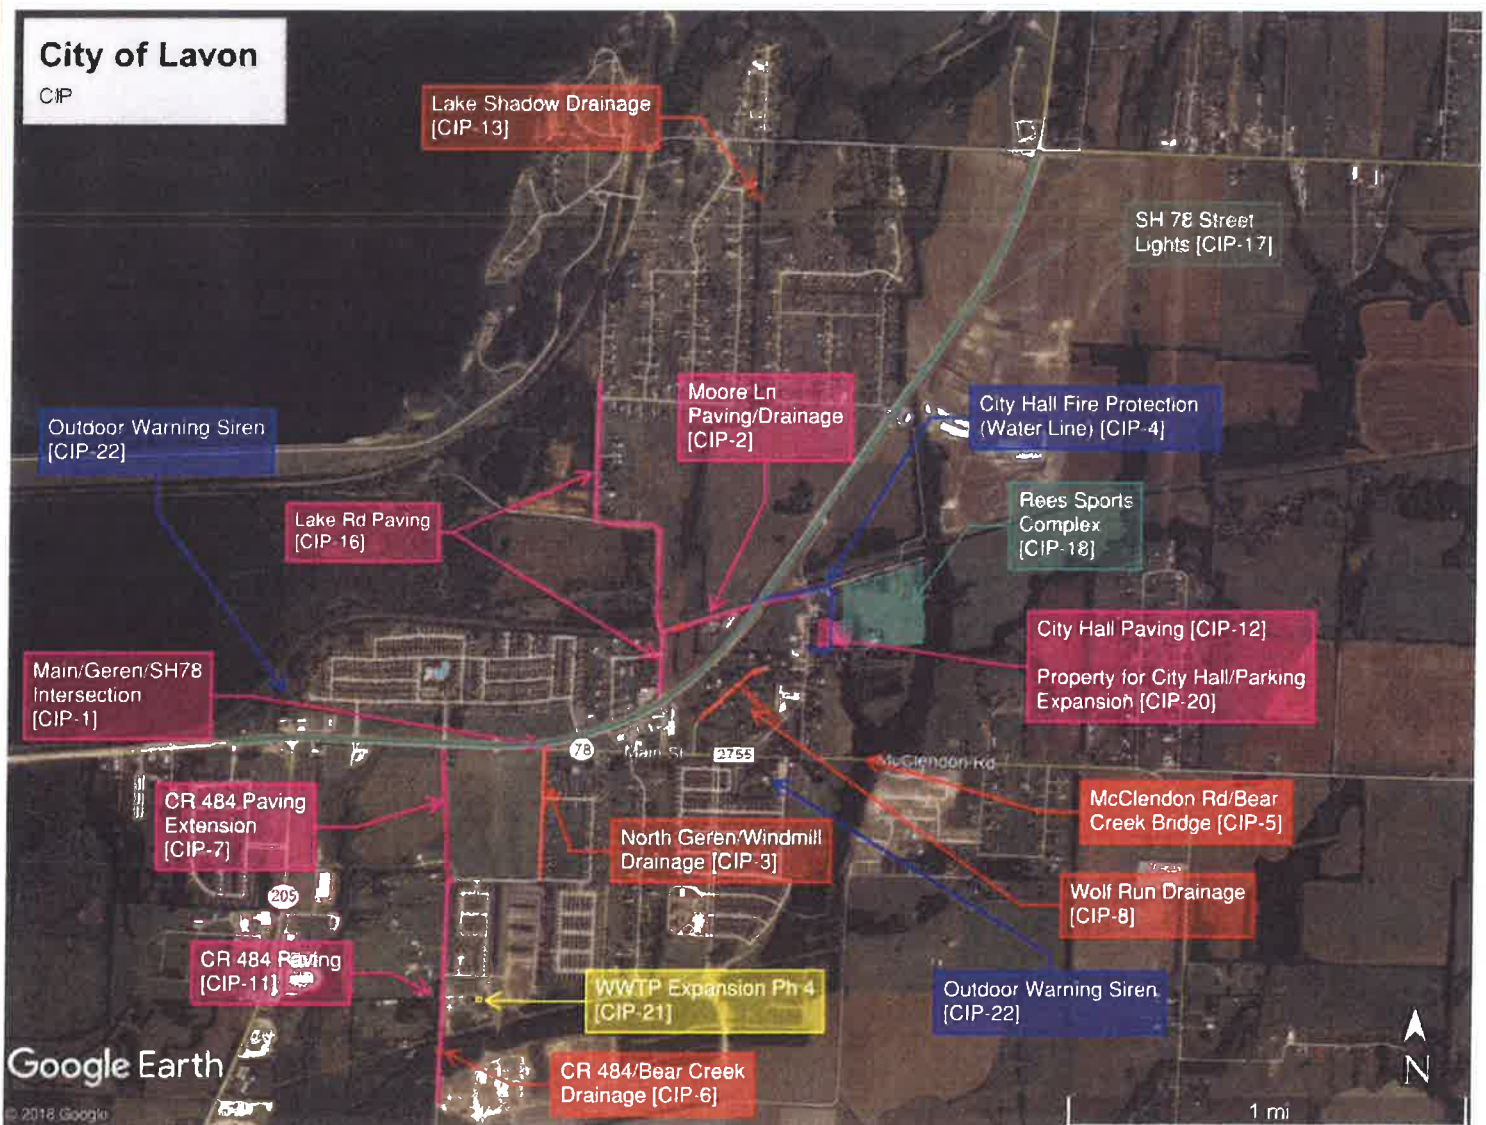 City of Lavon
CIP
Lake Shadow Drainage
[CIP-13]
SH 78 Street
Lights [CIP-17]
Moore Ln
Paving/Drainage
[CIP-2]
City Hall Fire Protection
(Water Line) [CIP-4]
Outdoor Warning Siren
[CIP-22]
Rees Sports
Complex
[CIP-18]
Lake Rd Paving
[CIP-16]
City Hall Paving [CIP-12]
Property for City Hall/Parking
Expansion [CIP-20]
Main/Geren/SH78
Intersection
[CIP-1]
78
Main St
2755
McClendon Rd
CR 484 Paving
Extension
[CIP-7]
McClendon Rd/Bear
Creek Bridge [CIP-5]
North Geren/Windmill
Drainage [CIP-3]
205
Wolf Run Drainage
[CIP-8]
CR 484 Paving
[CIP-11]
WWTP Expansion Ph 4
[CIP-21]
Outdoor Warning Siren
[CIP-22]
CR 484/Bear Creek
Drainage [CIP-6]
Google Earth
© 2018 Google
N
1 mi